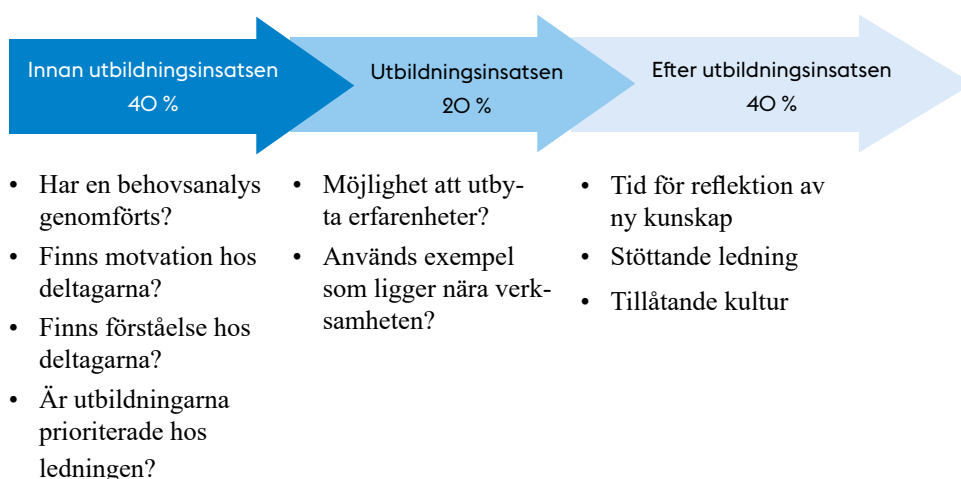 Innan utbildningsinsatsen
40 %
Utbildningsinsatsen
20 %
Efter utbildningsinsatsen
40 %
• Har en behovsanalys
genomförts?
• Finns motvation hos
deltagarna?
• Finns förståelse hos
deltagarna?
• Är utbildningarna
prioriterade hos
ledningen?
• Möjlighet att utby-
ta erfarenheter?
• Används exempel
som ligger nära verk-
samheten?
• Tid för reflektion av
ny kunskap
• Stöttande ledning
• Tillåtande kultur